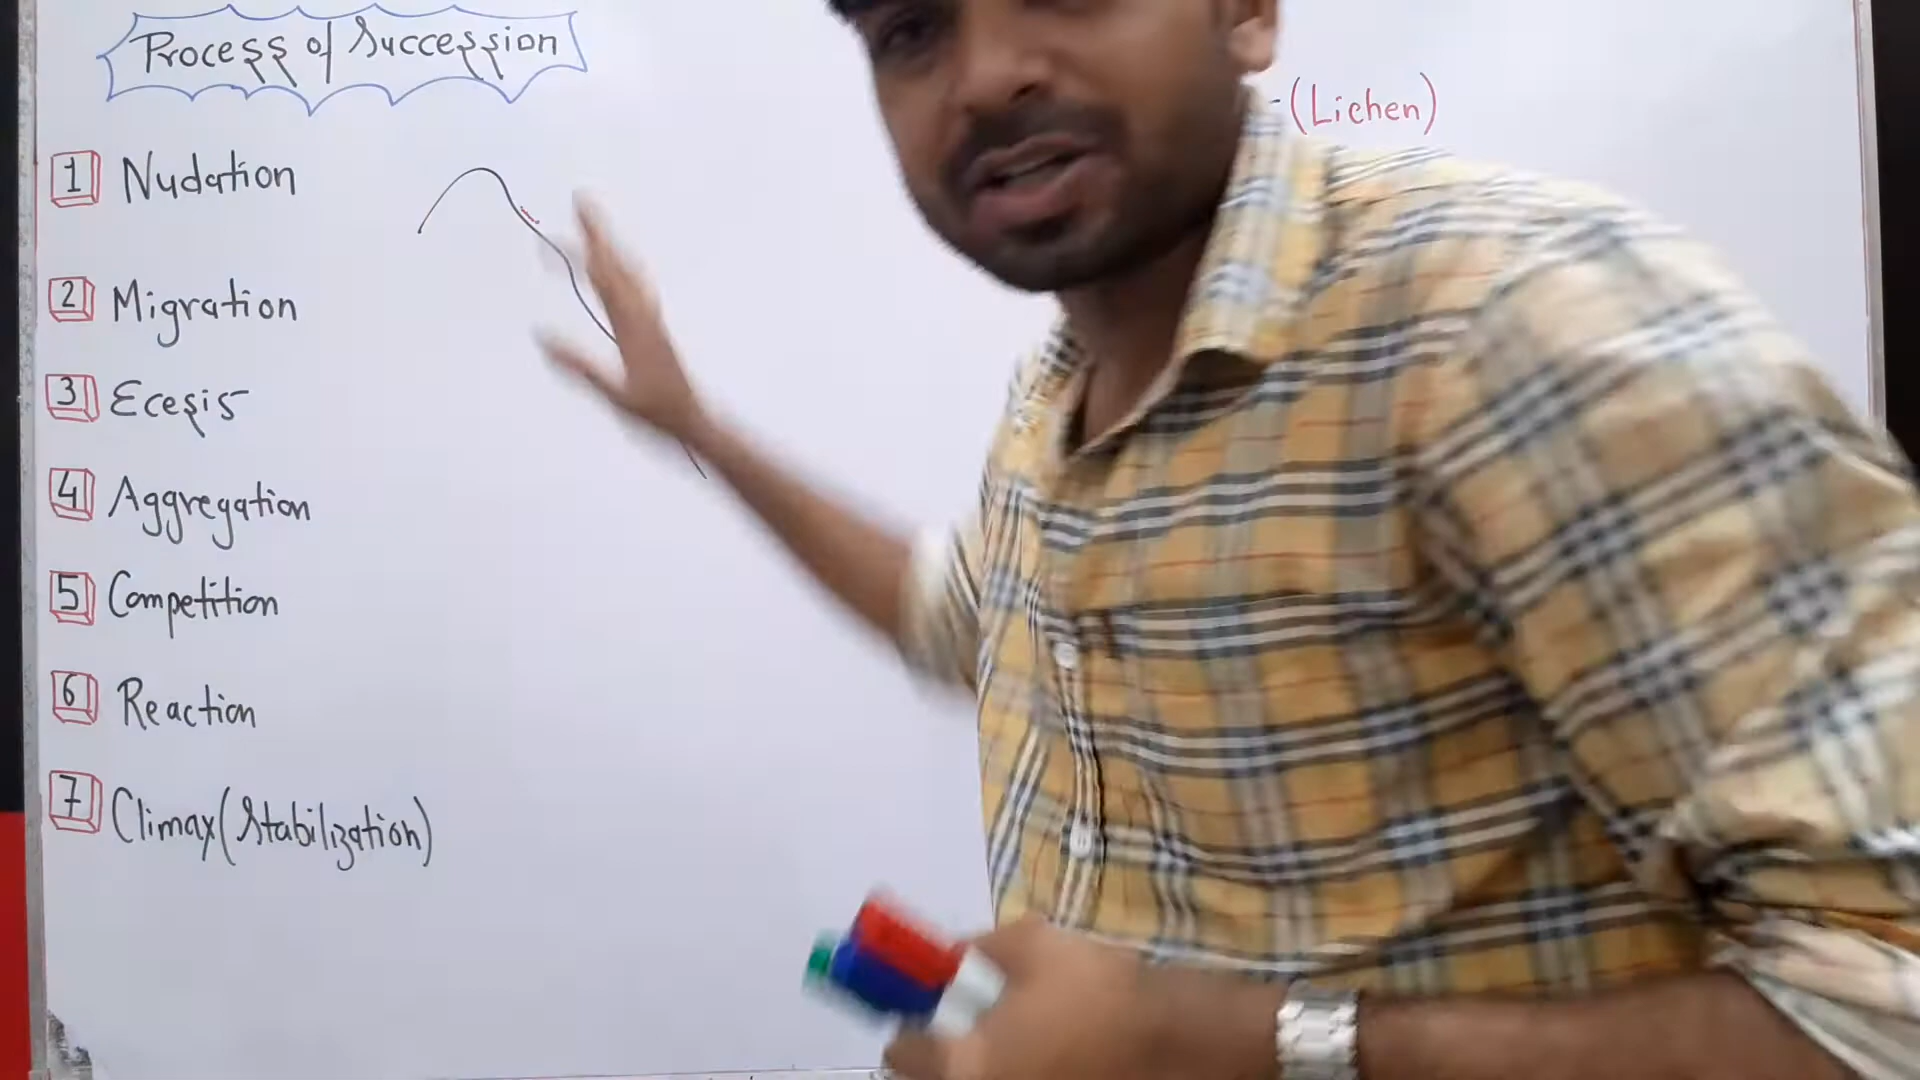 Process of Succession
(Lichen)
1 Nudation
2 Migration
3 Ecesis
4 Aggregation
5 Competition
6 Reaction
7 Climax (Stabilization)